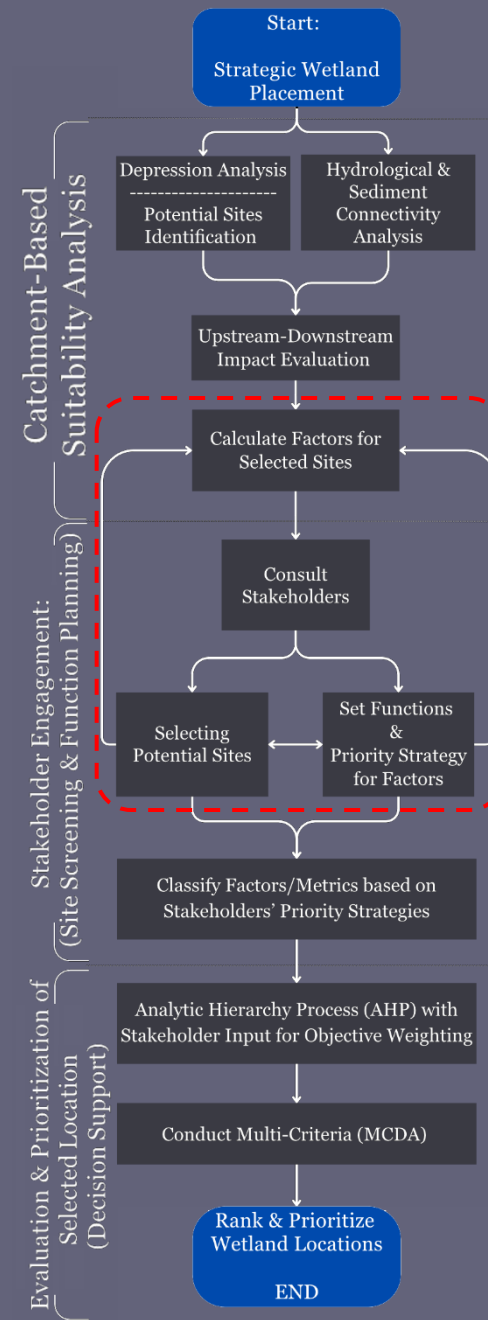 Start:
Strategic Wetland
Placement
Catchment-Based
Suitability Analysis
Depression Analysis
---------------------
Potential Sites
Identification
Hydrological &
Sediment
Connectivity
Analysis
Upstream-Downstream
Impact Evaluation
Calculate Factors for
Selected Sites
Stakeholder Engagement:
(Site Screening & Function Planning)
Consult
Stakeholders
Selecting
Potential Sites
Set Functions
&
Priority Strategy
for Factors
Classify Factors/Metrics based on
Stakeholders’ Priority Strategies
Evaluation & Prioritization of
Selected Location
(Decision Support)
Analytic Hierarchy Process (AHP) with
Stakeholder Input for Objective Weighting
Conduct Multi-Criteria (MCDA)
Rank & Prioritize
Wetland Locations
END